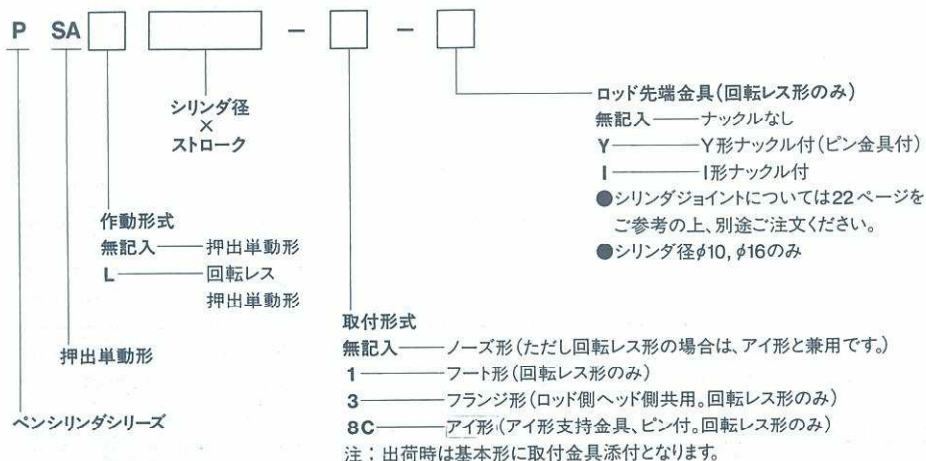 P SA - -
シリンダ径
×
ストローク
作動形式
無記入――押出単動形
L――回転レス
押出単動形
押出単動形
ペンシリンダシリーズ
ロッド先端金具(回転レス形のみ)
無記入――ナックルなし
Y――Y形ナックル付(ピン金具付)
I――I形ナックル付
●シリンダジョイントについては22ページを
ご参考の上、別途ご注文ください。
●シリンダ径φ10, φ16のみ
取付形式
無記入――ノーズ形(ただし回転レス形の場合は、アイ形と兼用です。)
1――フート形(回転レス形のみ)
3――フランジ形(ロッド側ヘッド側共用。回転レス形のみ)
8C――アイ形(アイ形支持金具、ピン付。回転レス形のみ)
注：出荷時は基本形に取付金具添付となります。